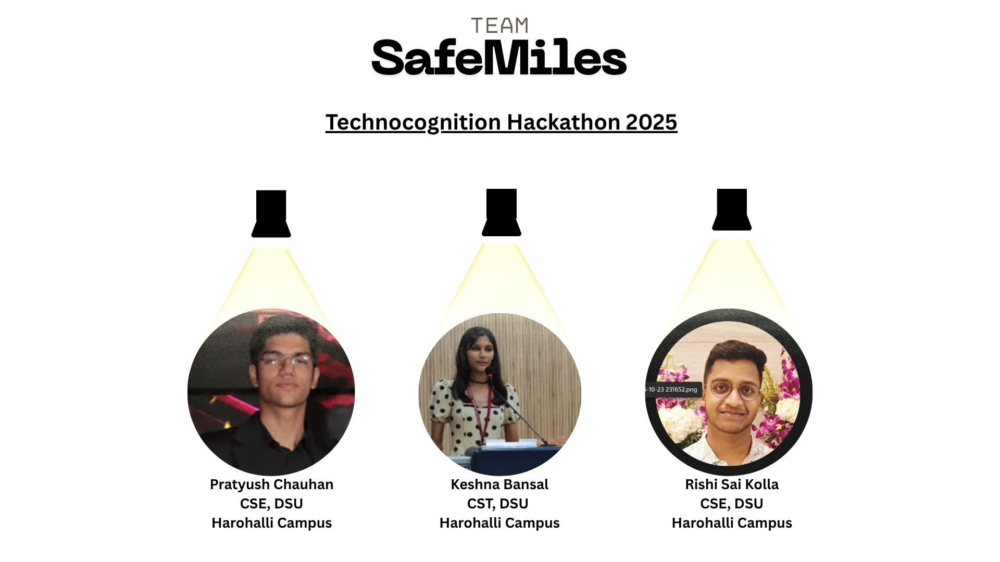 TEAM
SafeMiles
Technocognition Hackathon 2025
5-10-23 231652.png
Pratyush Chauhan
CSE, DSU
Harohalli Campus
Keshna Bansal
CST, DSU
Harohalli Campus
Rishi Sai Kolla
CSE, DSU
Harohalli Campus